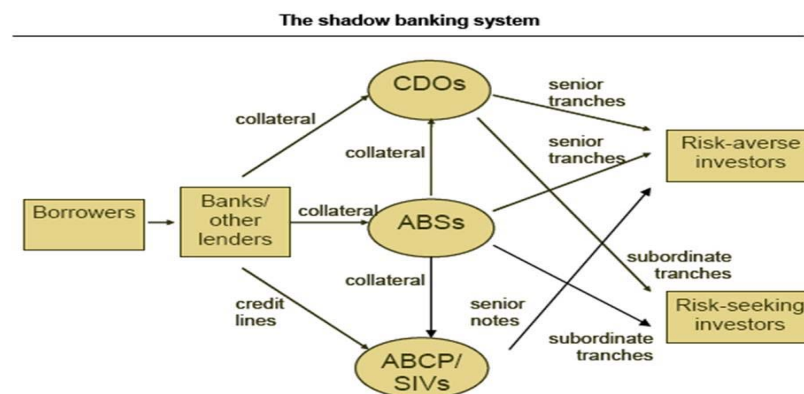 The shadow banking system
CDOs
senior
tranches
collateral
collateral
senior
tranches
Risk-averse
investors
Borrowers
Banks/
other
lenders
collateral
ABSs
collateral
credit
lines
senior
notes
subordinate
tranches
Risk-seeking
investors
subordinate
tranches
ABCP/
SIVs